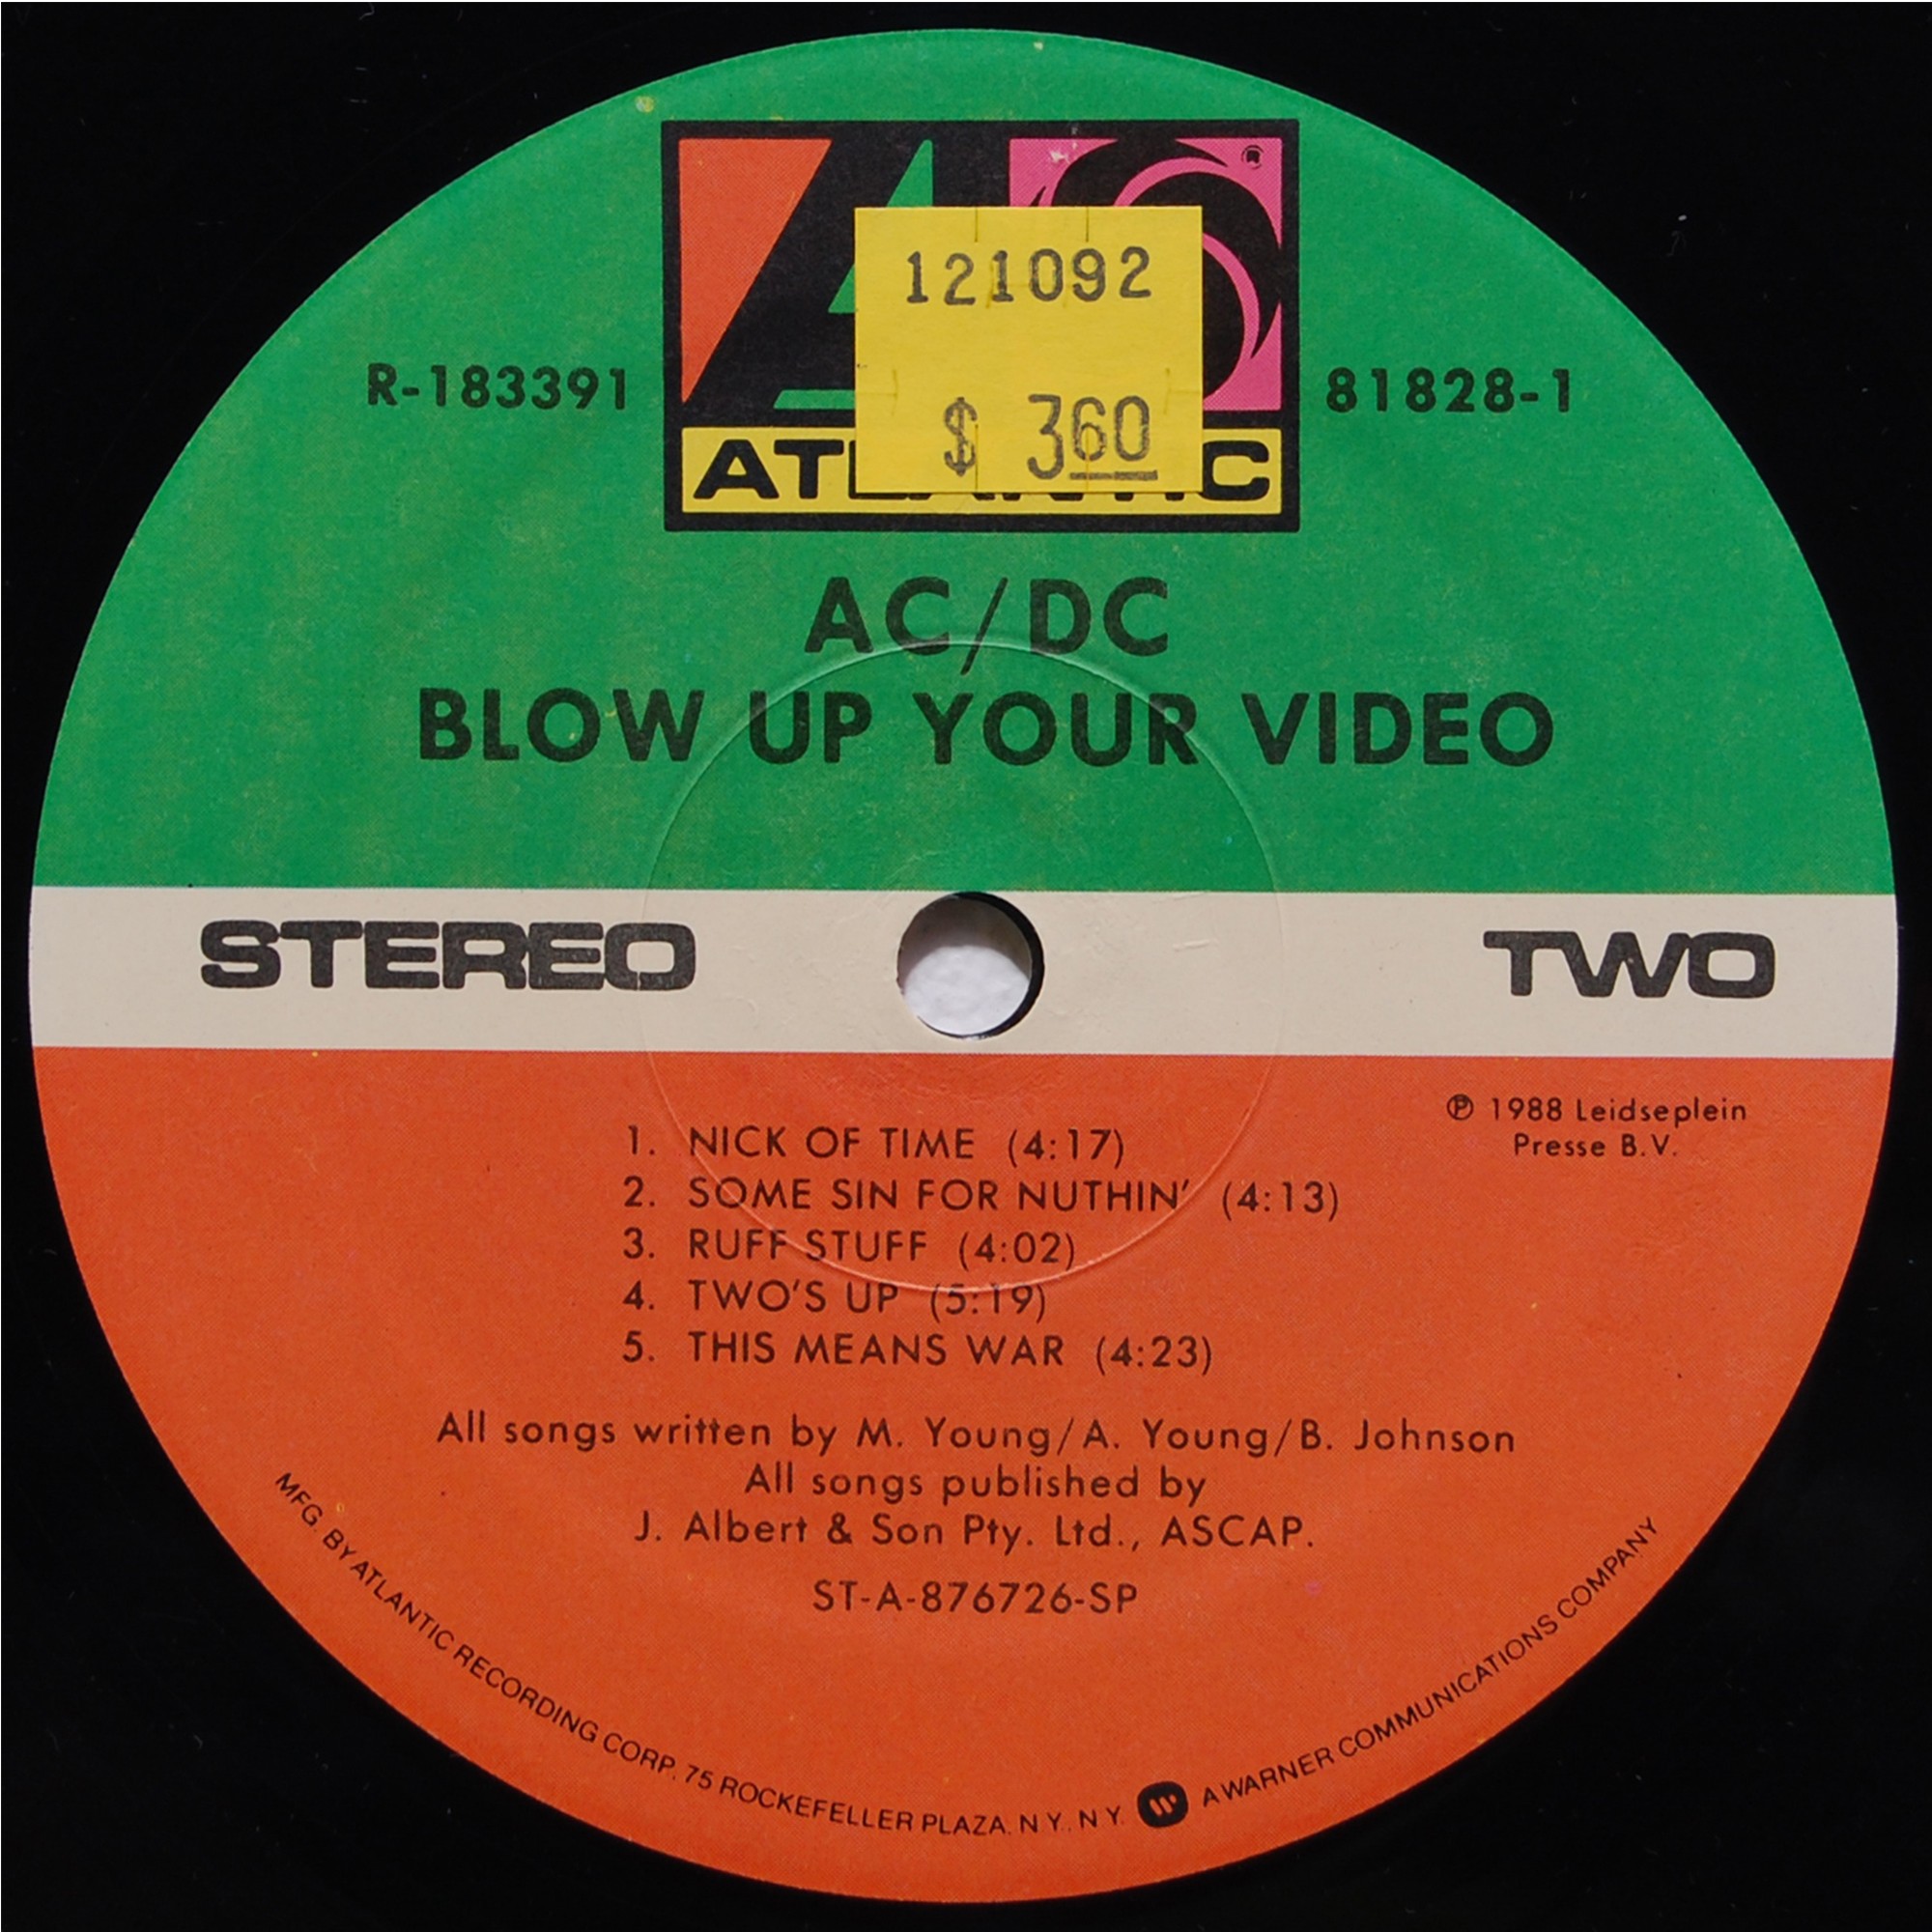 ®
121092
$ 360
R-183391
81828-1
ATLANTIC
AC/DC
BLOW UP YOUR VIDEO
STEREO
TWO
℗ 1988 Leidseplein
Presse B.V.
1. NICK OF TIME (4:17)
2. SOME SIN FOR NUTHIN' (4:13)
3. RUFF STUFF (4:02)
4. TWO'S UP (5:19)
5. THIS MEANS WAR (4:23)
All songs written by M. Young/A. Young/B. Johnson
All songs published by
J. Albert & Son Pty. Ltd., ASCAP.
ST-A-876726-SP
MFG. BY ATLANTIC RECORDING CORP. 75 ROCKEFELLER PLAZA. N.Y., N.Y. A WARNER COMMUNICATIONS COMPANY